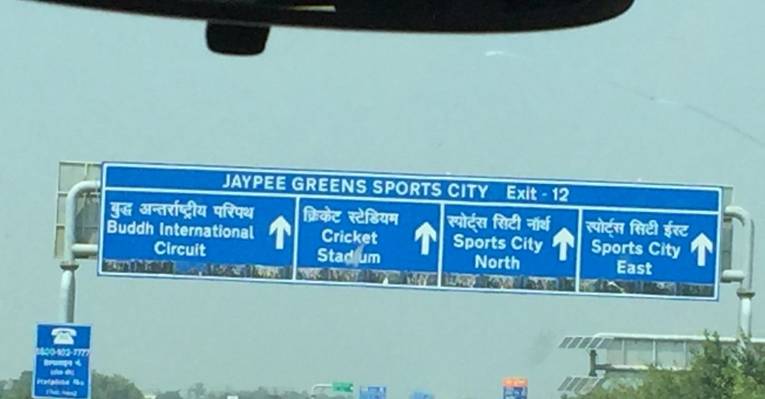 JAYPEE GREENS SPORTS CITY Exit - 12
बुद्ध अन्तर्राष्ट्रीय परिपथ
Buddh International
Circuit
क्रिकेट स्टेडियम
Cricket
Stadium
स्पोर्ट्स सिटी नॉर्थ
Sports City
North
स्पोर्ट्स सिटी ईस्ट
Sports City
East